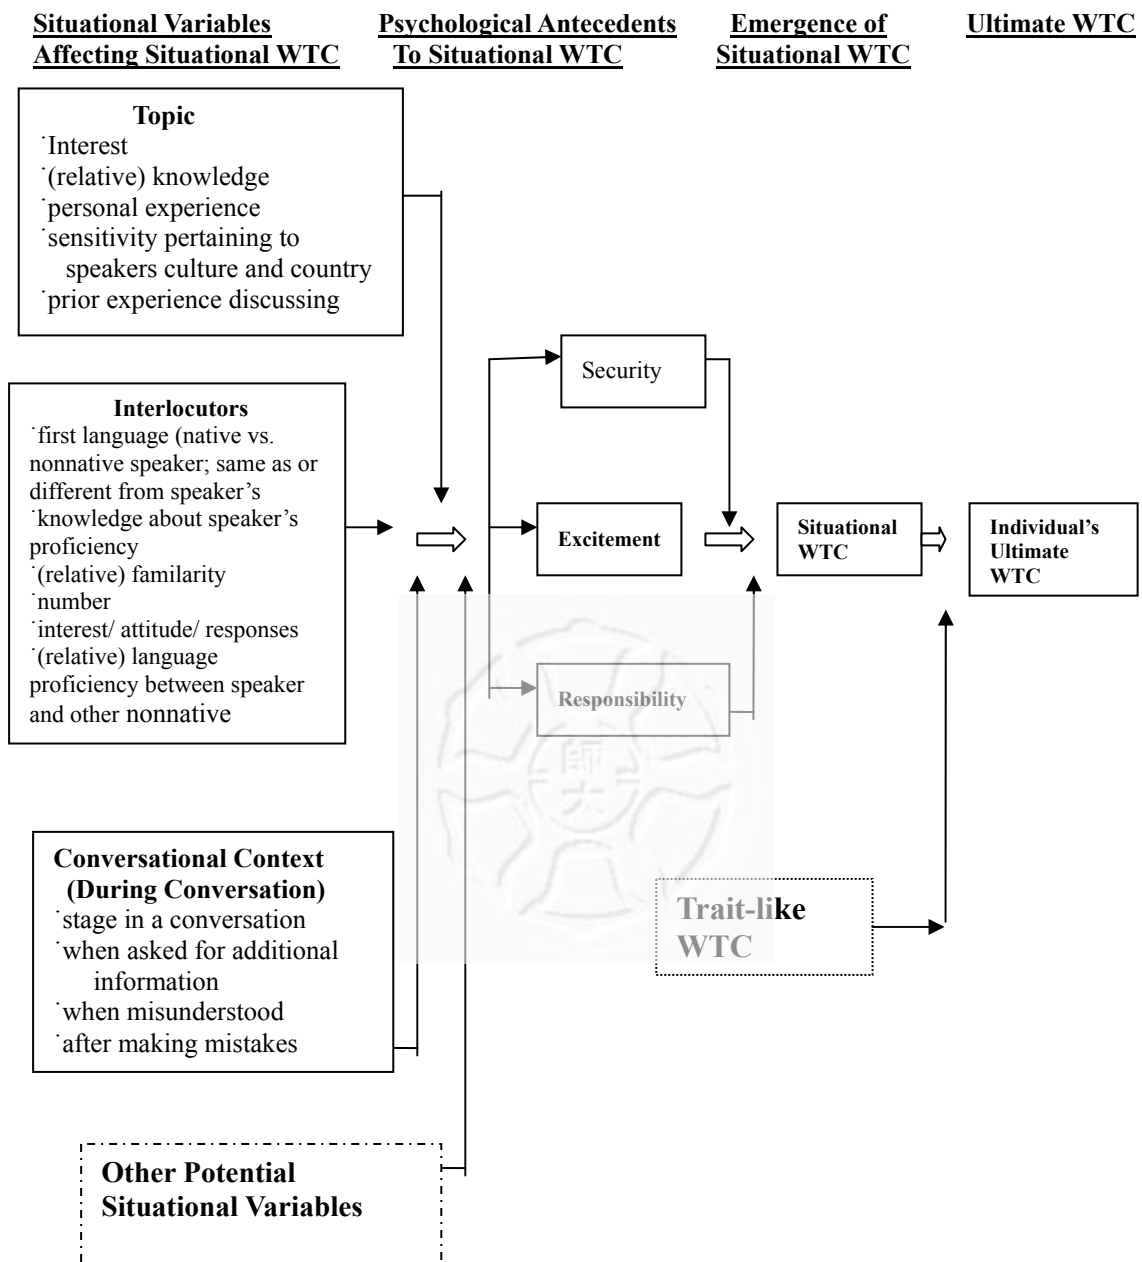 Situational Variables
Affecting Situational WTC
Psychological Antecedents
To Situational WTC
Emergence of
Situational WTC
Ultimate WTC
Topic
˙Interest
˙(relative) knowledge
˙personal experience
˙sensitivity pertaining to
speakers culture and country
˙prior experience discussing
Interlocutors
˙first language (native vs.
nonnative speaker; same as or
different from speaker’s
˙knowledge about speaker’s
proficiency
˙(relative) familarity
˙number
˙interest/ attitude/ responses
˙(relative) language
proficiency between speaker
and other nonnative
Conversational Context
(During Conversation)
˙stage in a conversation
˙when asked for additional
information
˙when misunderstood
˙after making mistakes
Other Potential
Situational Variables
Security
Excitement
Responsibility
Situational
WTC
Individual’s
Ultimate
WTC
Trait-like
WTC
師
大